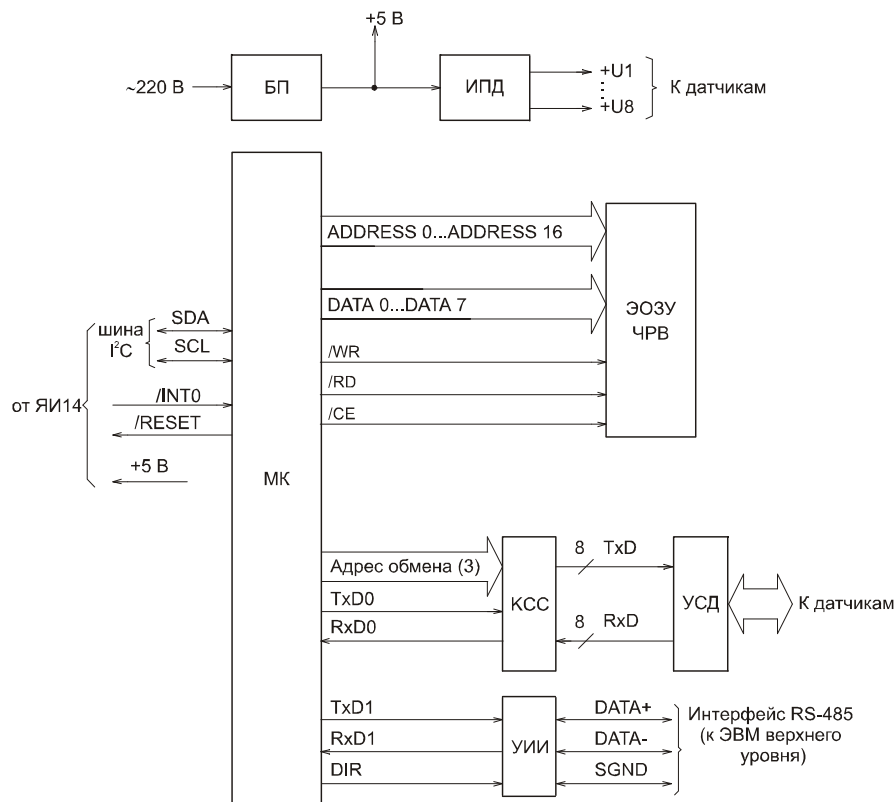 +5 В
~220 В
БП
ИПД
+U1
+U8
К датчикам
ADDRESS 0...ADDRESS 16
DATA 0...DATA 7
/WR
/RD
/CE
ЭОЗУ
ЧРВ
от ЯИ14
шина
I²C
SDA
SCL
/INT0
/RESET
+5 В
МК
Адрес обмена (3)
TxD0
RxD0
КСС
8 TxD
8 RxD
УСД
К датчикам
TxD1
RxD1
DIR
УИИ
DATA+
DATA-
SGND
Интерфейс RS-485
(к ЭВМ верхнего
уровня)